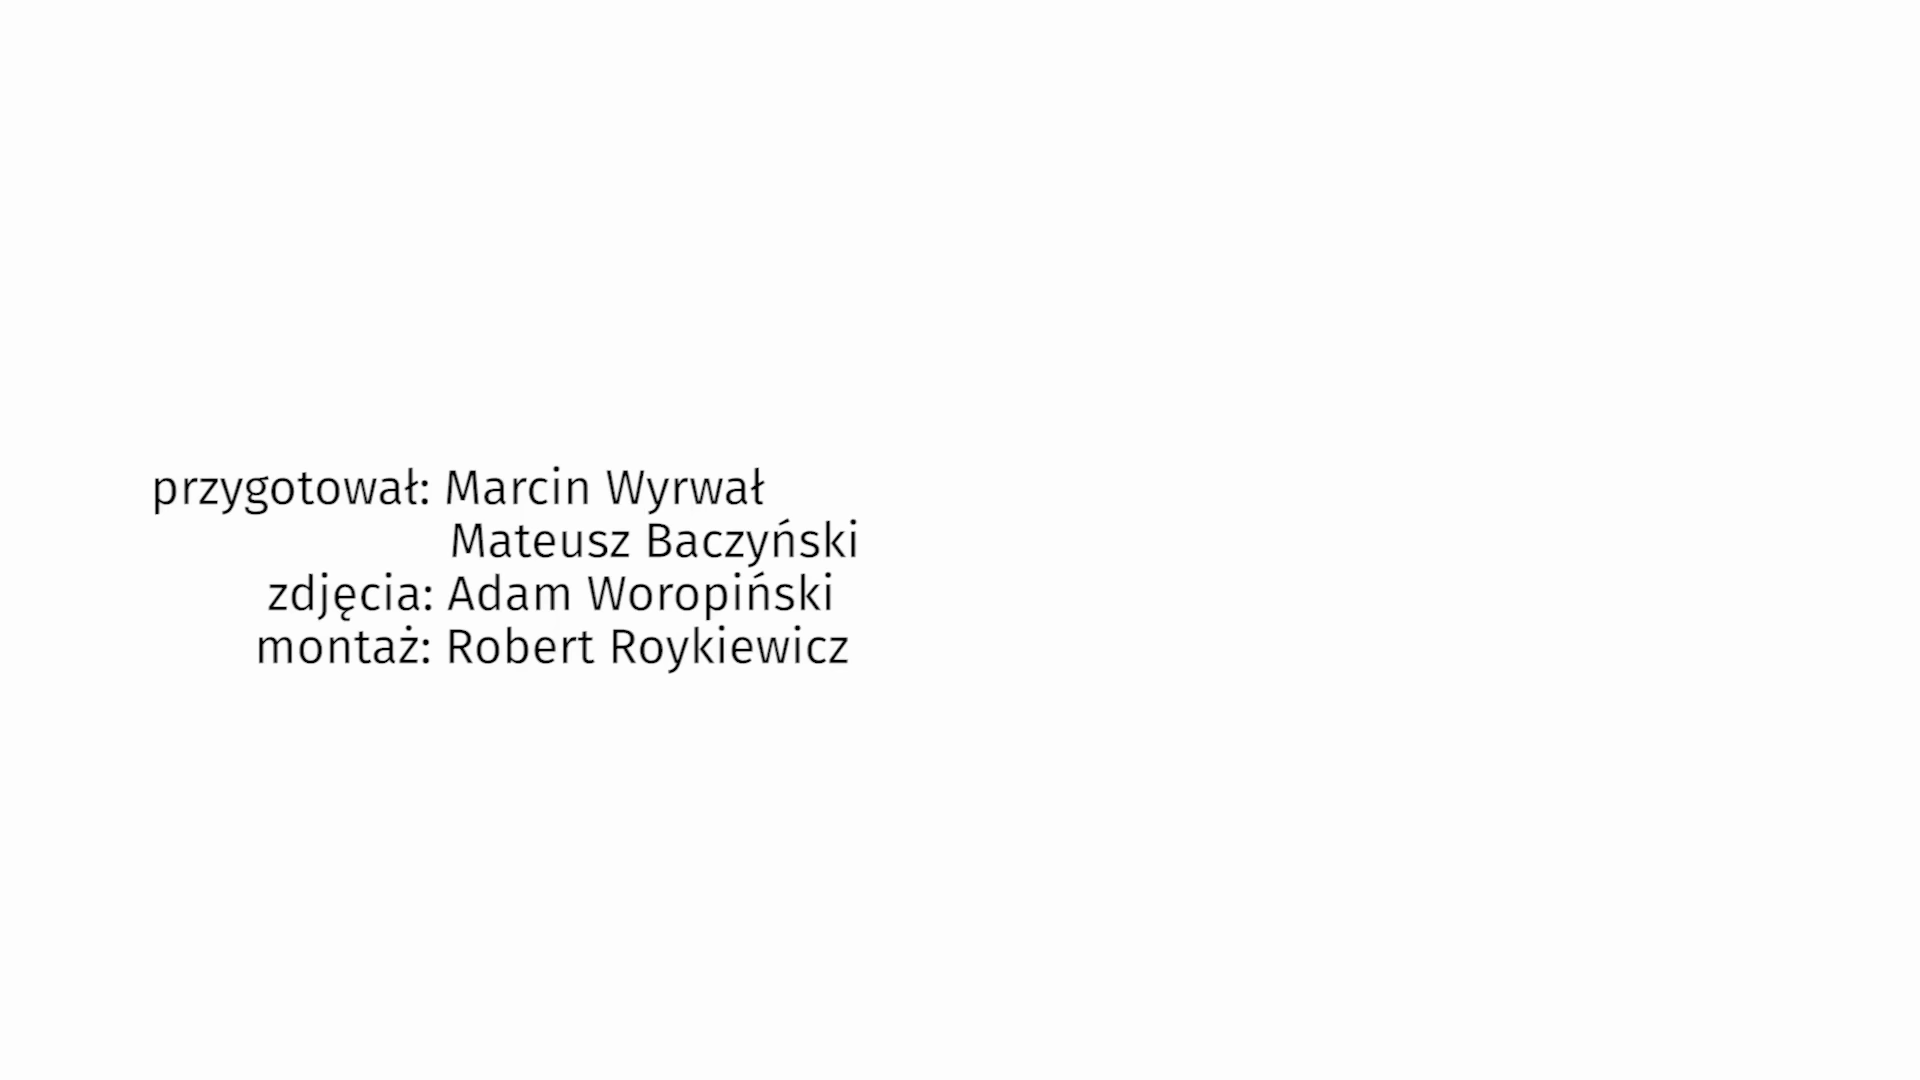 przygotował: Marcin Wyrwał
Mateusz Baczyński
zdjęcia: Adam Woropiński
montaż: Robert Roykiewicz